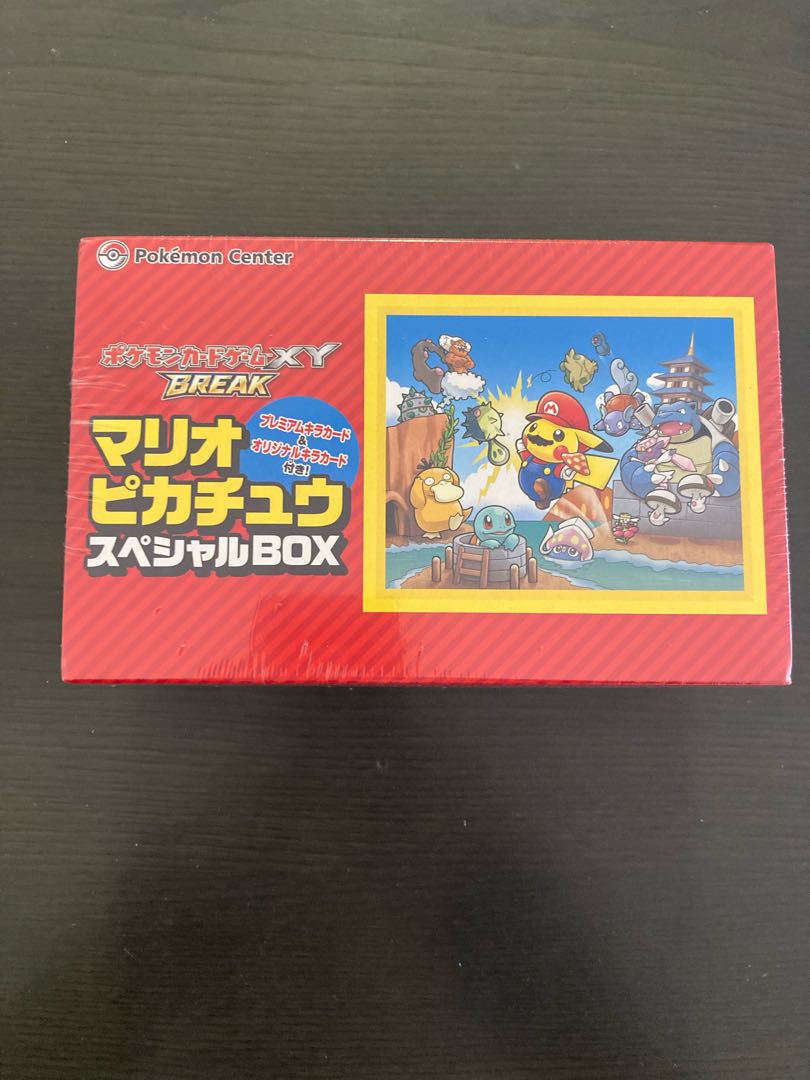 Pokémon Center
ポケモンカードゲームXY
BREAK
プレミアムキラカード
&
オリジナルキラカード
付き!
マリオ
ピカチュウ
スペシャルBOX
M